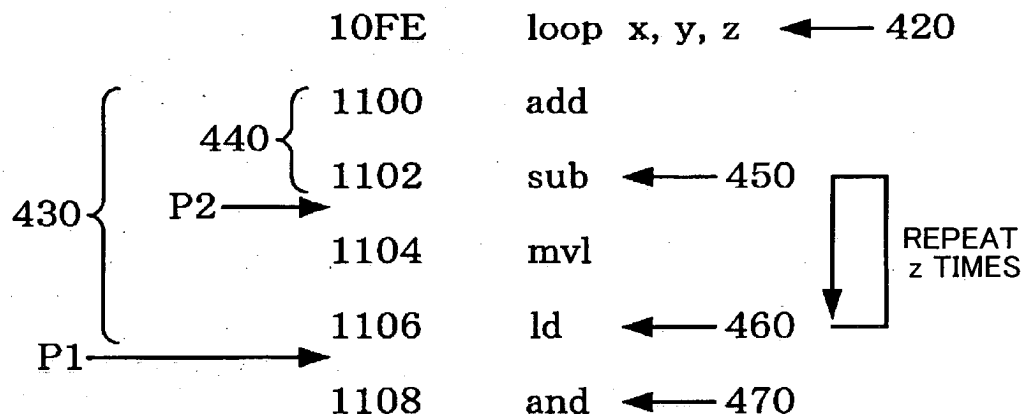 10FE loop x, y, z 420
1100 add
440
1102 sub 450
430
P2
REPEAT
z TIMES
1104 mvl
1106 ld 460
P1
1108 and 470